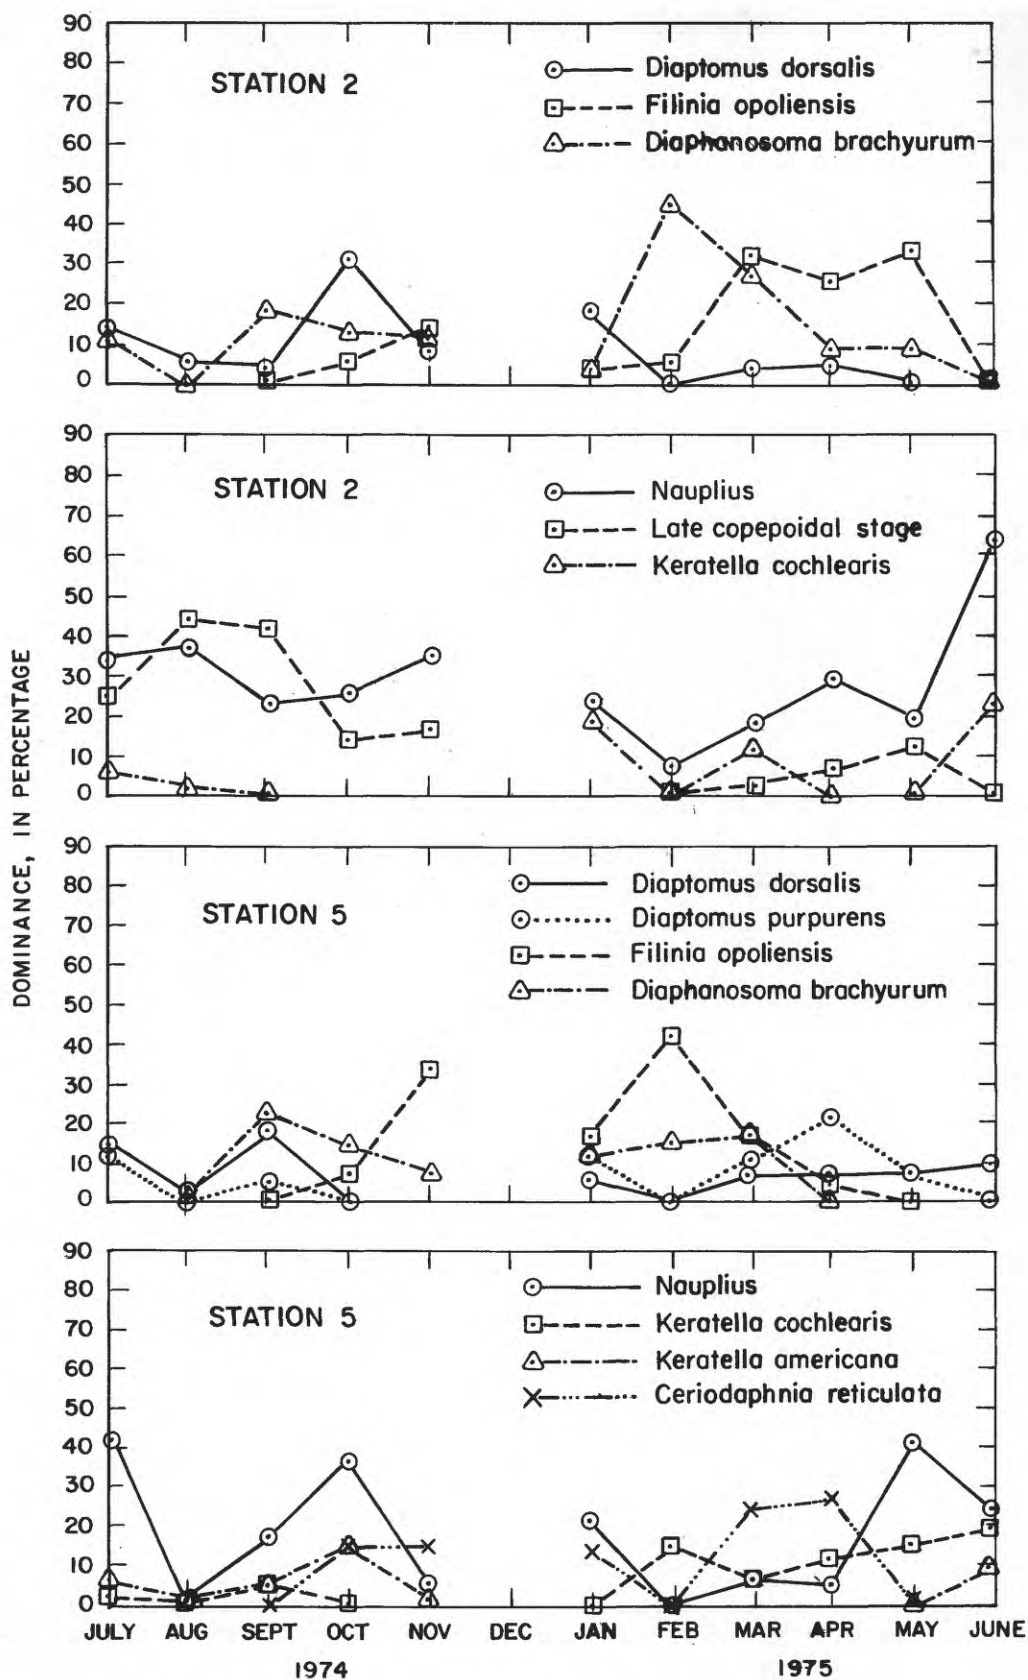 DOMINANCE, IN PERCENTAGE
90
80
70
60
50
40
30
20
10
0
STATION 2
Diaptomus dorsalis
Filinia opoliensis
Diaphanosoma brachyurum
90
80
70
60
50
40
30
20
10
0
STATION 2
Nauplius
Late copepoidal stage
Keratella cochlearis
90
80
70
60
50
40
30
20
10
0
STATION 5
Diaptomus dorsalis
Diaptomus purpurens
Filinia opoliensis
Diaphanosoma brachyurum
90
80
70
60
50
40
30
20
10
0
STATION 5
Nauplius
Keratella cochlearis
Keratella americana
Ceriodaphnia reticulata
JULY AUG SEPT OCT NOV DEC JAN FEB MAR APR MAY JUNE
1974 1975